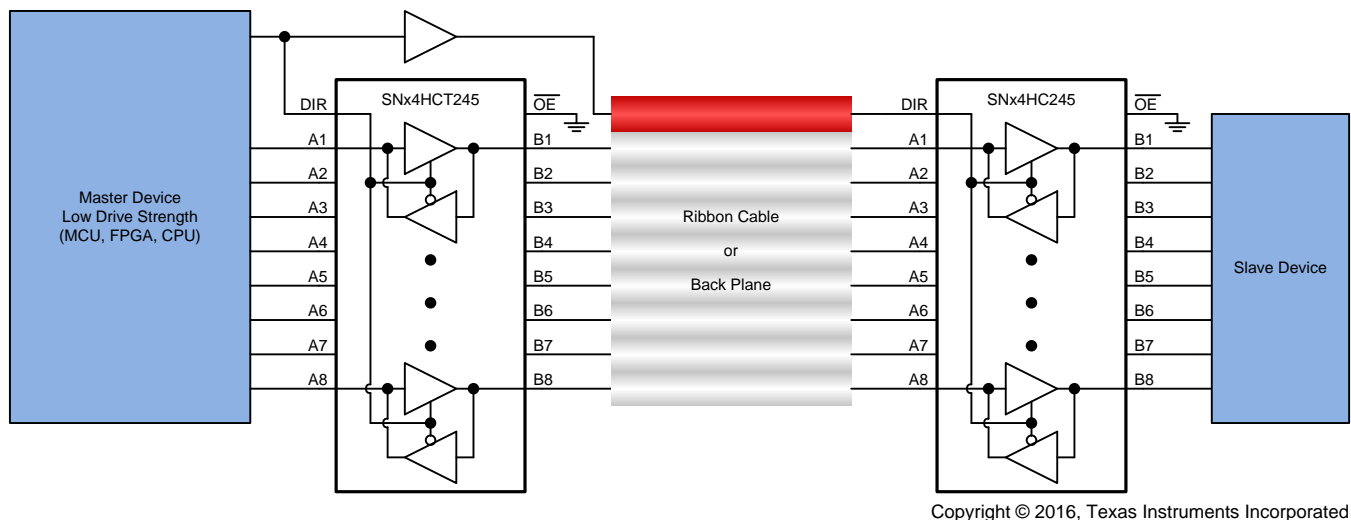 SNx4HCT245
SNx4HC245
DIR
OE
DIR
OE
A1
B1
A1
B1
A2
B2
A2
B2
Master Device
Low Drive Strength
(MCU, FPGA, CPU)
A3
B3
Ribbon Cable
or
Back Plane
A3
B3
A4
B4
A4
B4
A5
B5
A5
B5
Slave Device
A6
B6
A6
B6
A7
B7
A7
B7
A8
B8
A8
B8
Copyright © 2016, Texas Instruments Incorporated